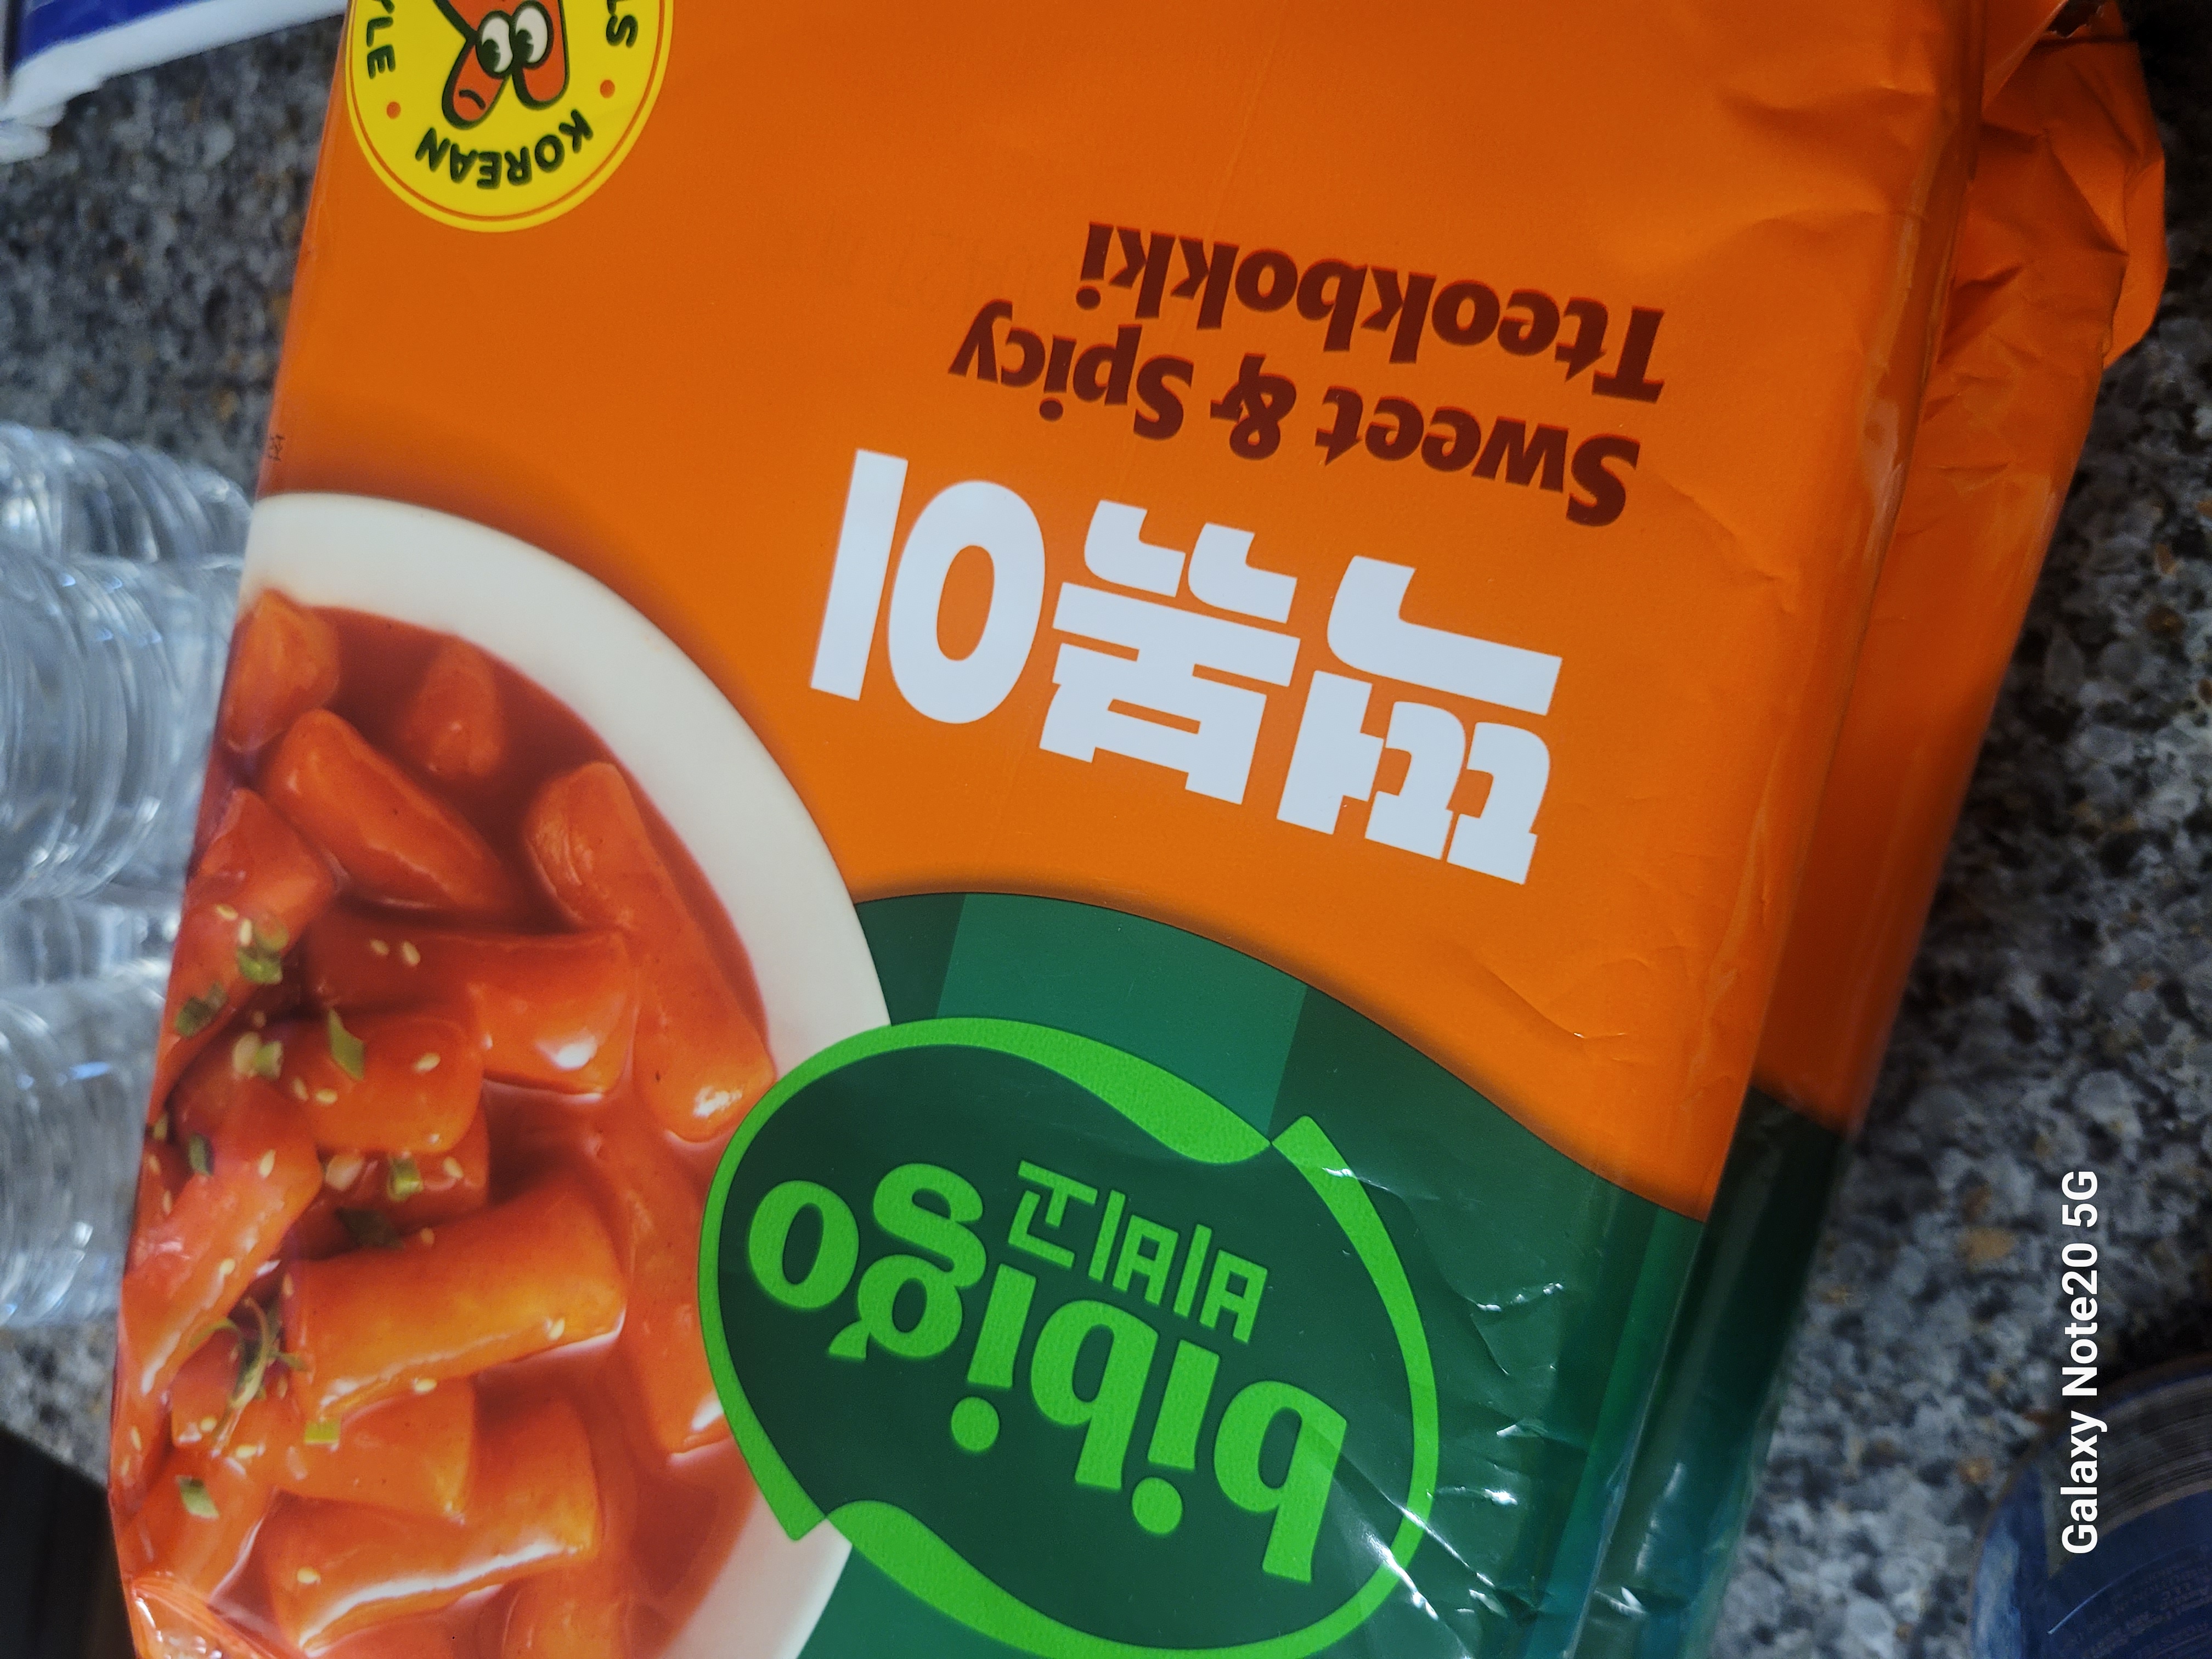 bibigo
비비고
떡볶이
Sweet & Spicy
Tteokbokki
KOREAN
Galaxy Note20 5G